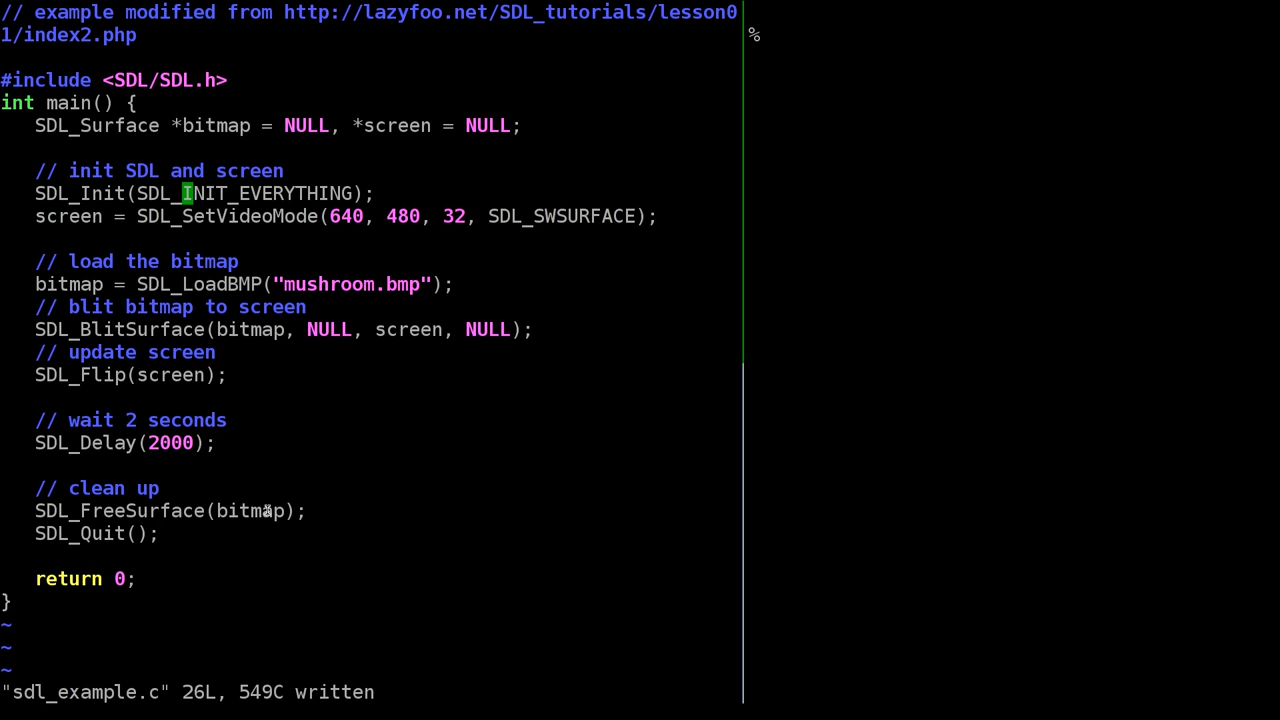 // example modified from http://lazyfoo.net/SDL_tutorials/lesson0
1/index2.php
%
#include <SDL/SDL.h>
int main() {
   SDL_Surface *bitmap = NULL, *screen = NULL;
   // init SDL and screen
   SDL_Init(SDL_INIT_EVERYTHING);
   screen = SDL_SetVideoMode(640, 480, 32, SDL_SWSURFACE);
   // load the bitmap
   bitmap = SDL_LoadBMP("mushroom.bmp");
   // blit bitmap to screen
   SDL_BlitSurface(bitmap, NULL, screen, NULL);
   // update screen
   SDL_Flip(screen);
   // wait 2 seconds
   SDL_Delay(2000);
   // clean up
   SDL_FreeSurface(bitmap);
   SDL_Quit();
   return 0;
}
~
~
~
"sdl_example.c" 26L, 549C written